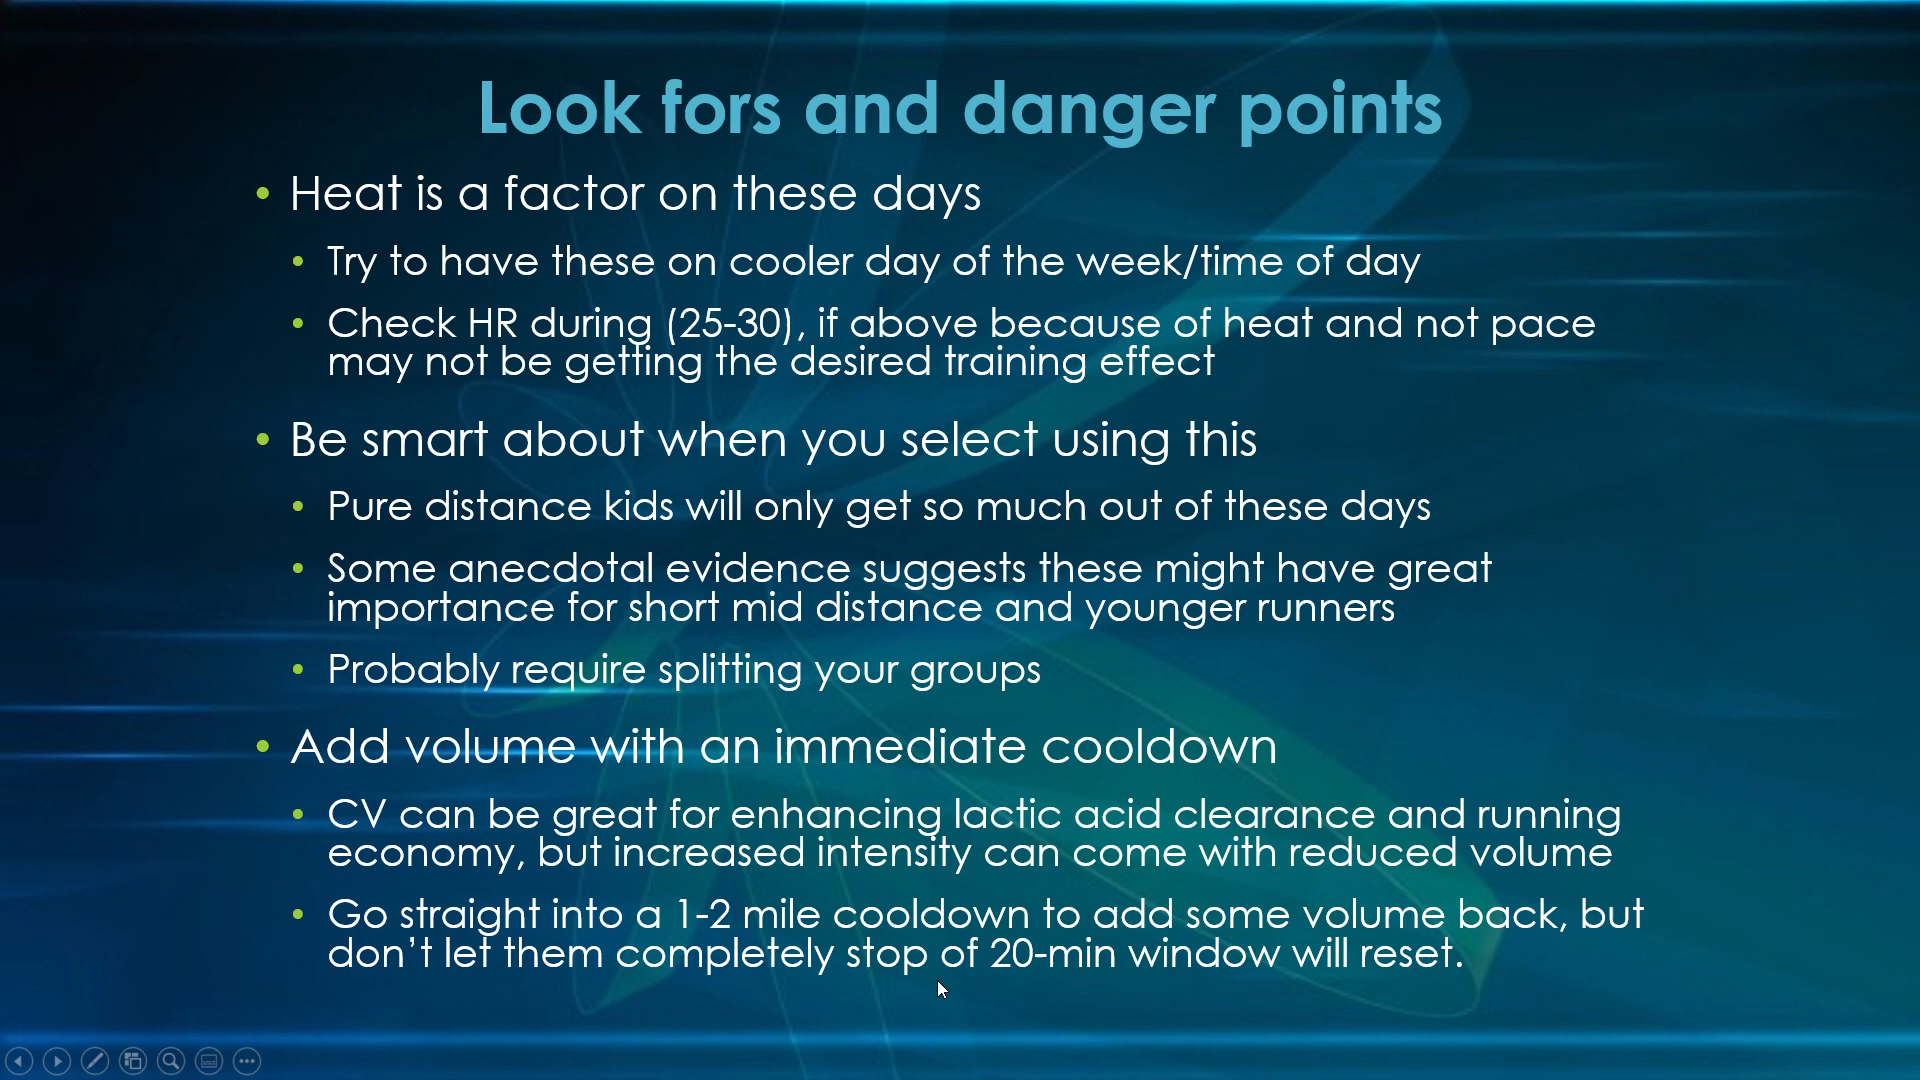 Look fors and danger points
• Heat is a factor on these days
• Try to have these on cooler day of the week/time of day
• Check HR during (25-30), if above because of heat and not pace
may not be getting the desired training effect
• Be smart about when you select using this
• Pure distance kids will only get so much out of these days
• Some anecdotal evidence suggests these might have great
importance for short mid distance and younger runners
• Probably require splitting your groups
• Add volume with an immediate cooldown
• CV can be great for enhancing lactic acid clearance and running
economy, but increased intensity can come with reduced volume
• Go straight into a 1-2 mile cooldown to add some volume back, but
don’t let them completely stop of 20-min window will reset.